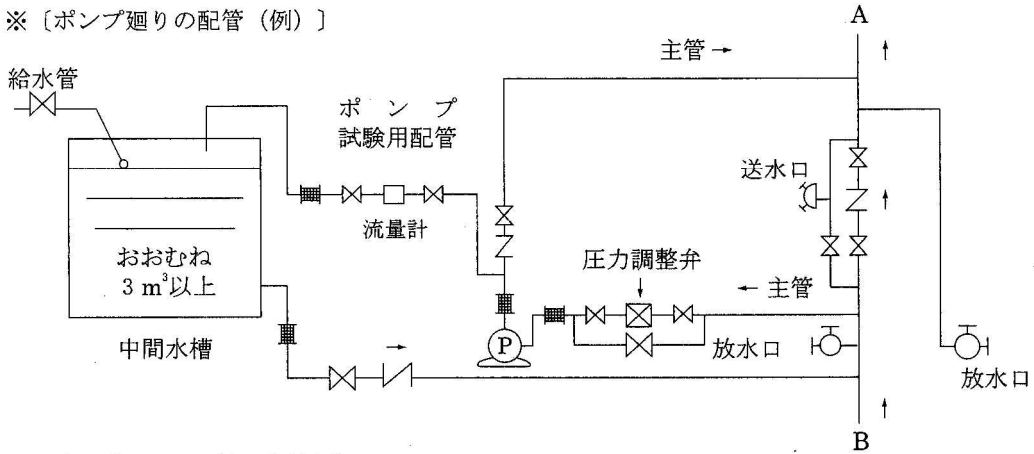 ※〔ポンプ廻りの配管（例）〕
A
主管→
給水管
ポンプ
試験用配管
送水口
流量計
圧力調整弁
おおむね
3 m³以上
←主管
P
中間水槽
放水口
放水口
B